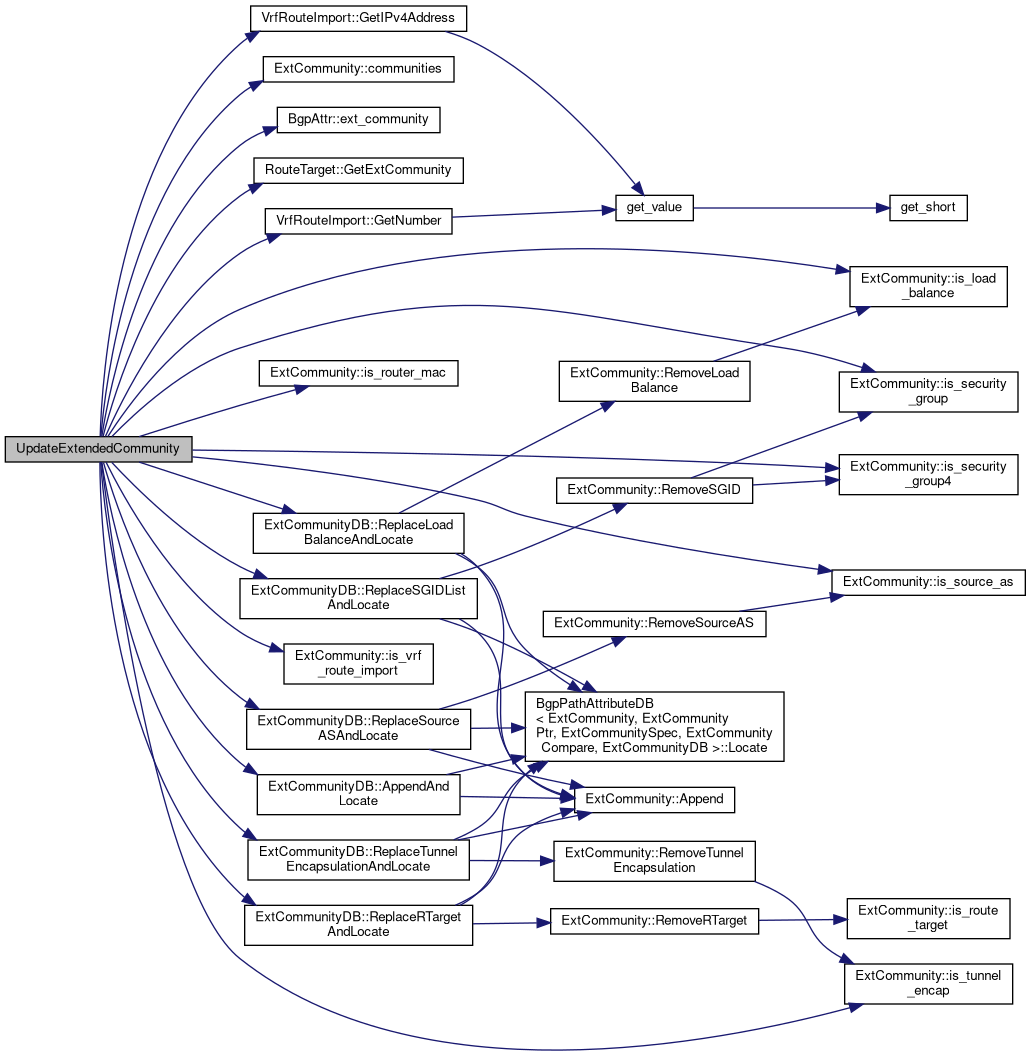 VrfRouteImport::GetIPv4Address
ExtCommunity::communities
BgpAttr::ext_community
RouteTarget::GetExtCommunity
VrfRouteImport::GetNumber
get_value
get_short
ExtCommunity::is_load
_balance
ExtCommunity::is_router_mac
ExtCommunity::RemoveLoad
Balance
ExtCommunity::is_security
_group
UpdateExtendedCommunity
ExtCommunity::is_security
_group4
ExtCommunity::RemoveSGID
ExtCommunityDB::ReplaceLoad
BalanceAndLocate
ExtCommunity::is_source_as
ExtCommunityDB::ReplaceSGIDList
AndLocate
ExtCommunity::RemoveSourceAS
ExtCommunity::is_vrf
_route_import
ExtCommunityDB::ReplaceSource
ASAndLocate
BgpPathAttributeDB
< ExtCommunity, ExtCommunity
Ptr, ExtCommunitySpec, ExtCommunity
Compare, ExtCommunityDB >::Locate
ExtCommunityDB::AppendAnd
Locate
ExtCommunity::Append
ExtCommunityDB::ReplaceTunnel
EncapsulationAndLocate
ExtCommunity::RemoveTunnel
Encapsulation
ExtCommunityDB::ReplaceRTarget
AndLocate
ExtCommunity::RemoveRTarget
ExtCommunity::is_route
_target
ExtCommunity::is_tunnel
_encap